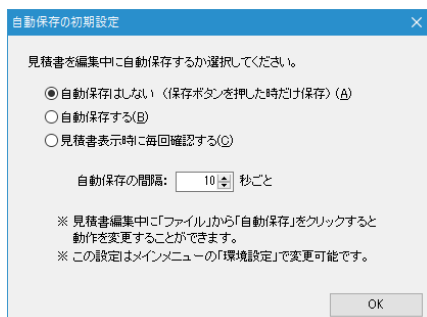 自動保存の初期設定
見積書を編集中に自動保存するか選択してください。
自動保存はしない（保存ボタンを押した時だけ保存）(A)
自動保存する(B)
見積書表示時に毎回確認する(C)
自動保存の間隔: 10 秒ごと
※ 見積書編集中に「ファイル」から「自動保存」をクリックすると
動作を変更することができます。
※ この設定はメインメニューの「環境設定」で変更可能です。
OK